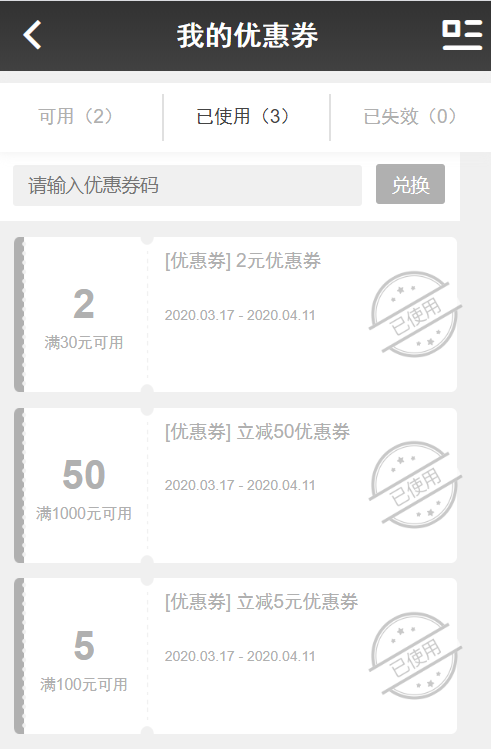 我的优惠券
可用（2） 已使用（3） 已失效（0）
请输入优惠券码 兑换
[优惠券] 2元优惠券
2
满30元可用
2020.03.17 - 2020.04.11
已使用
[优惠券] 立减50优惠券
50
满1000元可用
2020.03.17 - 2020.04.11
已使用
[优惠券] 立减5元优惠券
5
满100元可用
2020.03.17 - 2020.04.11
已使用